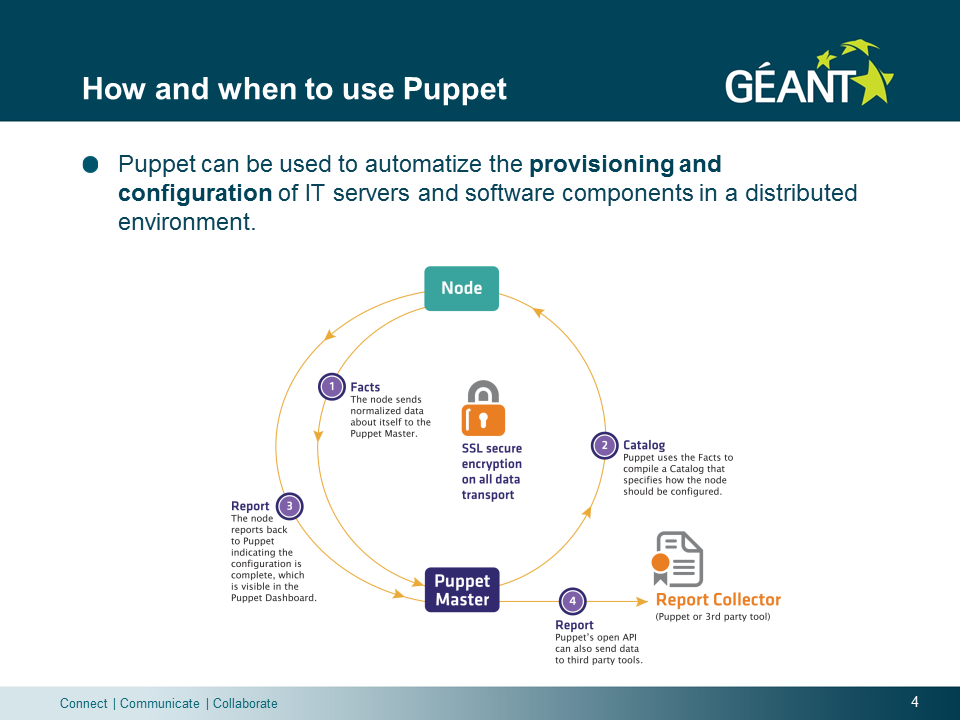 How and when to use Puppet
GÉANT
Puppet can be used to automatize the provisioning and
configuration of IT servers and software components in a distributed
environment.
Node
1
Facts
The node sends
normalized data
about itself to the
Puppet Master.
SSL secure
encryption
on all data
transport
2
Catalog
Puppet uses the Facts to
compile a Catalog that
specifies how the node
should be configured.
Report
3
The node
reports back
to Puppet
indicating the
configuration is
complete, which
is visible in the
Puppet Dashboard.
Puppet
Master
4
Report
Puppet's open API
can also send data
to third party tools.
Report Collector
(Puppet or 3rd party tool)
Connect | Communicate | Collaborate
4